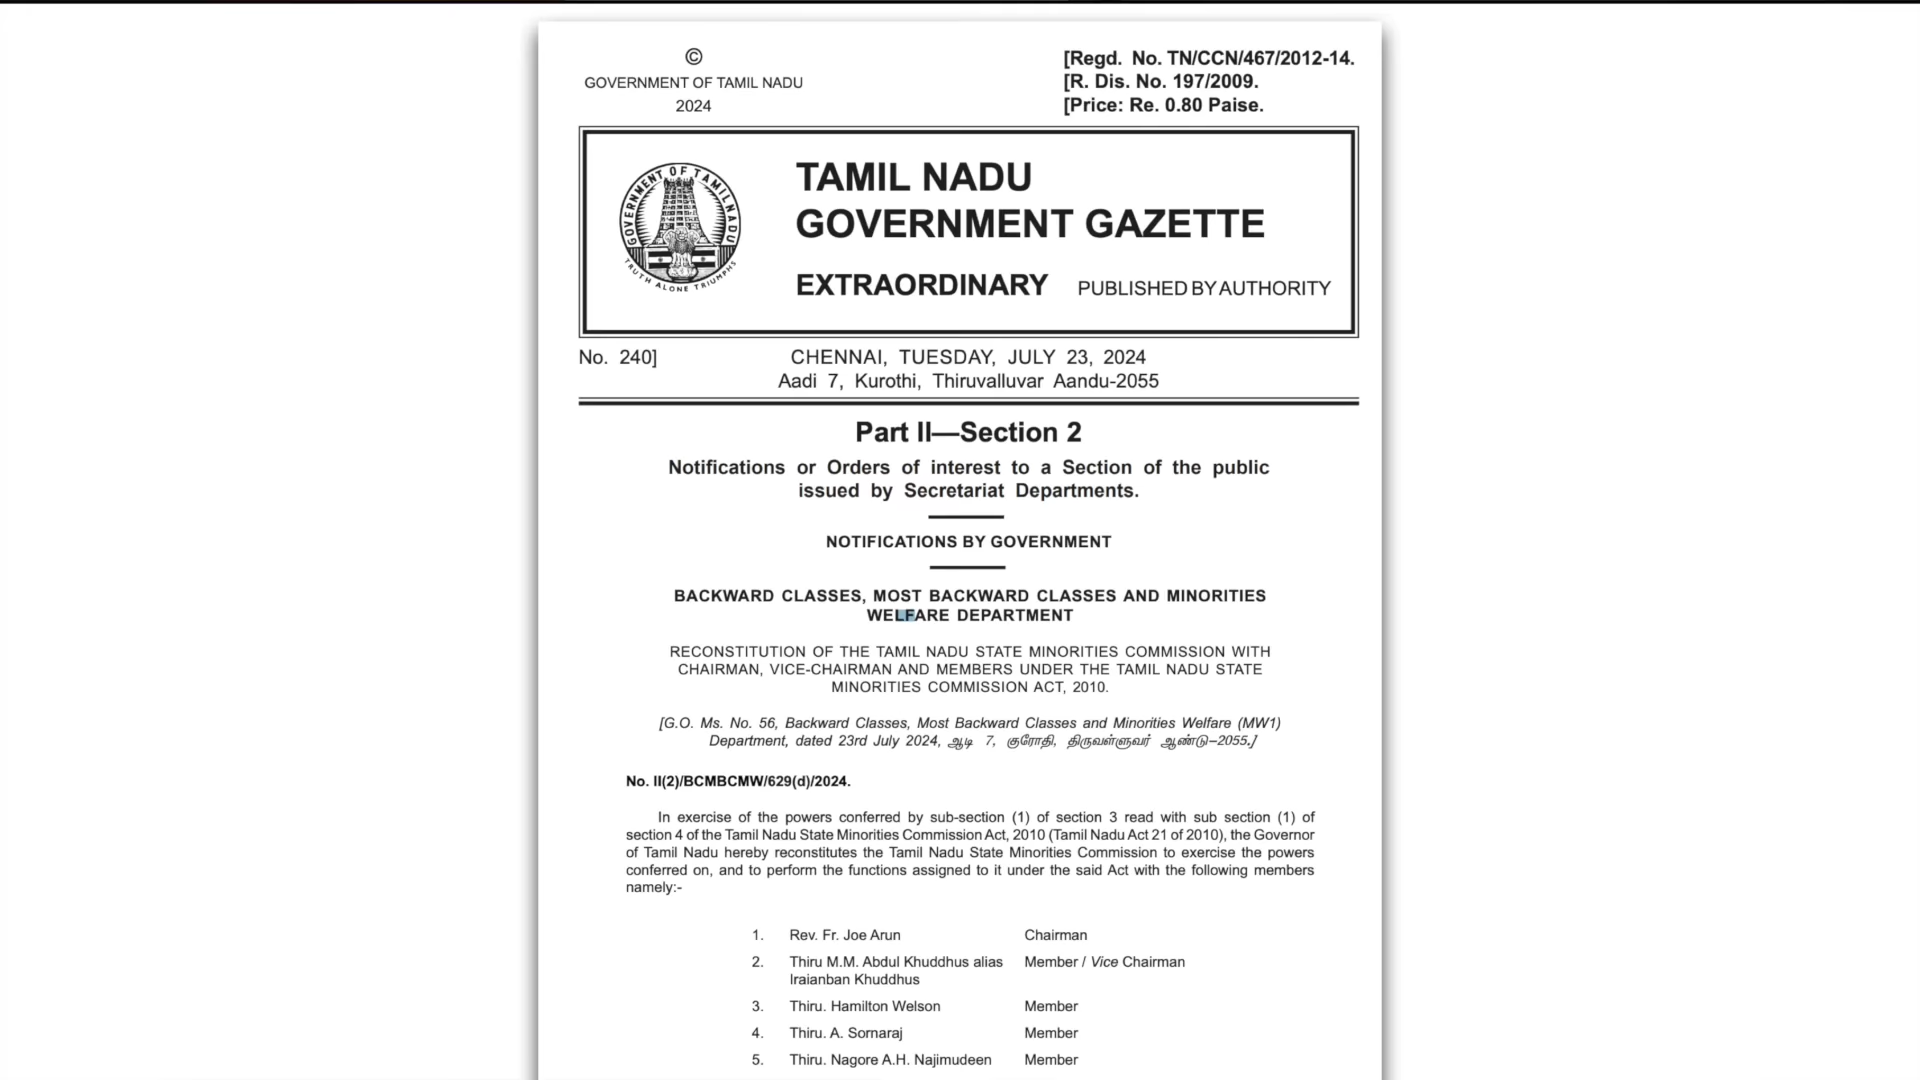 ©
GOVERNMENT OF TAMIL NADU
2024
[Regd. No. TN/CCN/467/2012-14.
[R. Dis. No. 197/2009.
[Price: Re. 0.80 Paise.
GOVERNMENT OF TAMILNADU
TRUTH ALONE TRIUMPHS
TAMIL NADU
GOVERNMENT GAZETTE
EXTRAORDINARY PUBLISHED BY AUTHORITY
No. 240] CHENNAI, TUESDAY, JULY 23, 2024
Aadi 7, Kurothi, Thiruvalluvar Aandu-2055
Part II—Section 2
Notifications or Orders of interest to a Section of the public
issued by Secretariat Departments.
NOTIFICATIONS BY GOVERNMENT
BACKWARD CLASSES, MOST BACKWARD CLASSES AND MINORITIES
WELFARE DEPARTMENT
RECONSTITUTION OF THE TAMIL NADU STATE MINORITIES COMMISSION WITH
CHAIRMAN, VICE-CHAIRMAN AND MEMBERS UNDER THE TAMIL NADU STATE
MINORITIES COMMISSION ACT, 2010.
[G.O. Ms. No. 56, Backward Classes, Most Backward Classes and Minorities Welfare (MW1)
Department, dated 23rd July 2024, ஆடி 7, குரோதி, திருவள்ளுவர் ஆண்டு–2055.]
No. II(2)/BCMBCMW/629(d)/2024.
In exercise of the powers conferred by sub-section (1) of section 3 read with sub section (1) of
section 4 of the Tamil Nadu State Minorities Commission Act, 2010 (Tamil Nadu Act 21 of 2010), the Governor
of Tamil Nadu hereby reconstitutes the Tamil Nadu State Minorities Commission to exercise the powers
conferred on, and to perform the functions assigned to it under the said Act with the following members
namely:-
1. Rev. Fr. Joe Arun Chairman
2. Thiru M.M. Abdul Khuddhus alias Member / Vice Chairman
Iraianban Khuddhus
3. Thiru. Hamilton Welson Member
4. Thiru. A. Sornaraj Member
5. Thiru. Nagore A.H. Najimudeen Member